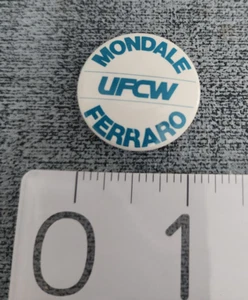 MONDALE
UFCW
FERRARO
0 1